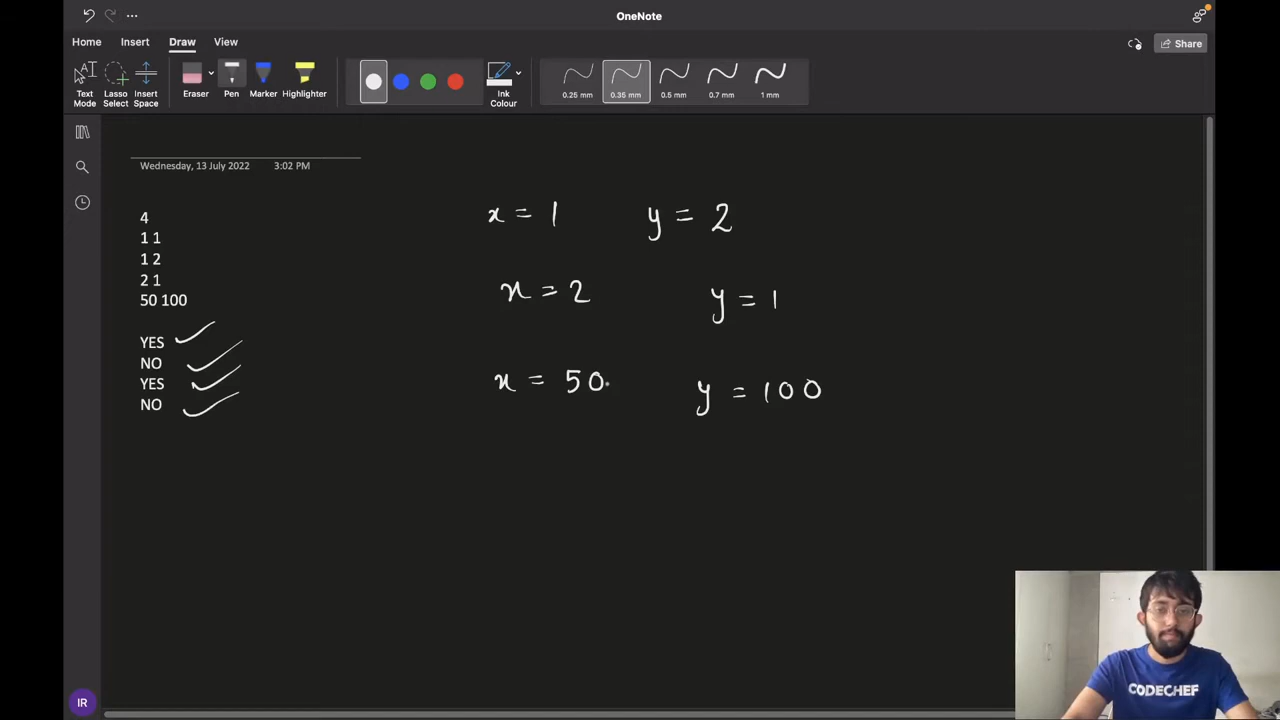 OneNote
Home Insert Draw View
Share
Text Mode
Lasso Select
Insert Space
Eraser
Pen
Marker
Highlighter
Ink Colour
0.25 mm
0.35 mm
0.5 mm
0.7 mm
1 mm
Wednesday, 13 July 2022 3:02 PM
4
1 1
1 2
2 1
50 100
YES
NO
YES
NO
x = 1 y = 2
x = 2 y = 1
x = 50 y = 100
IR
CODECHEF